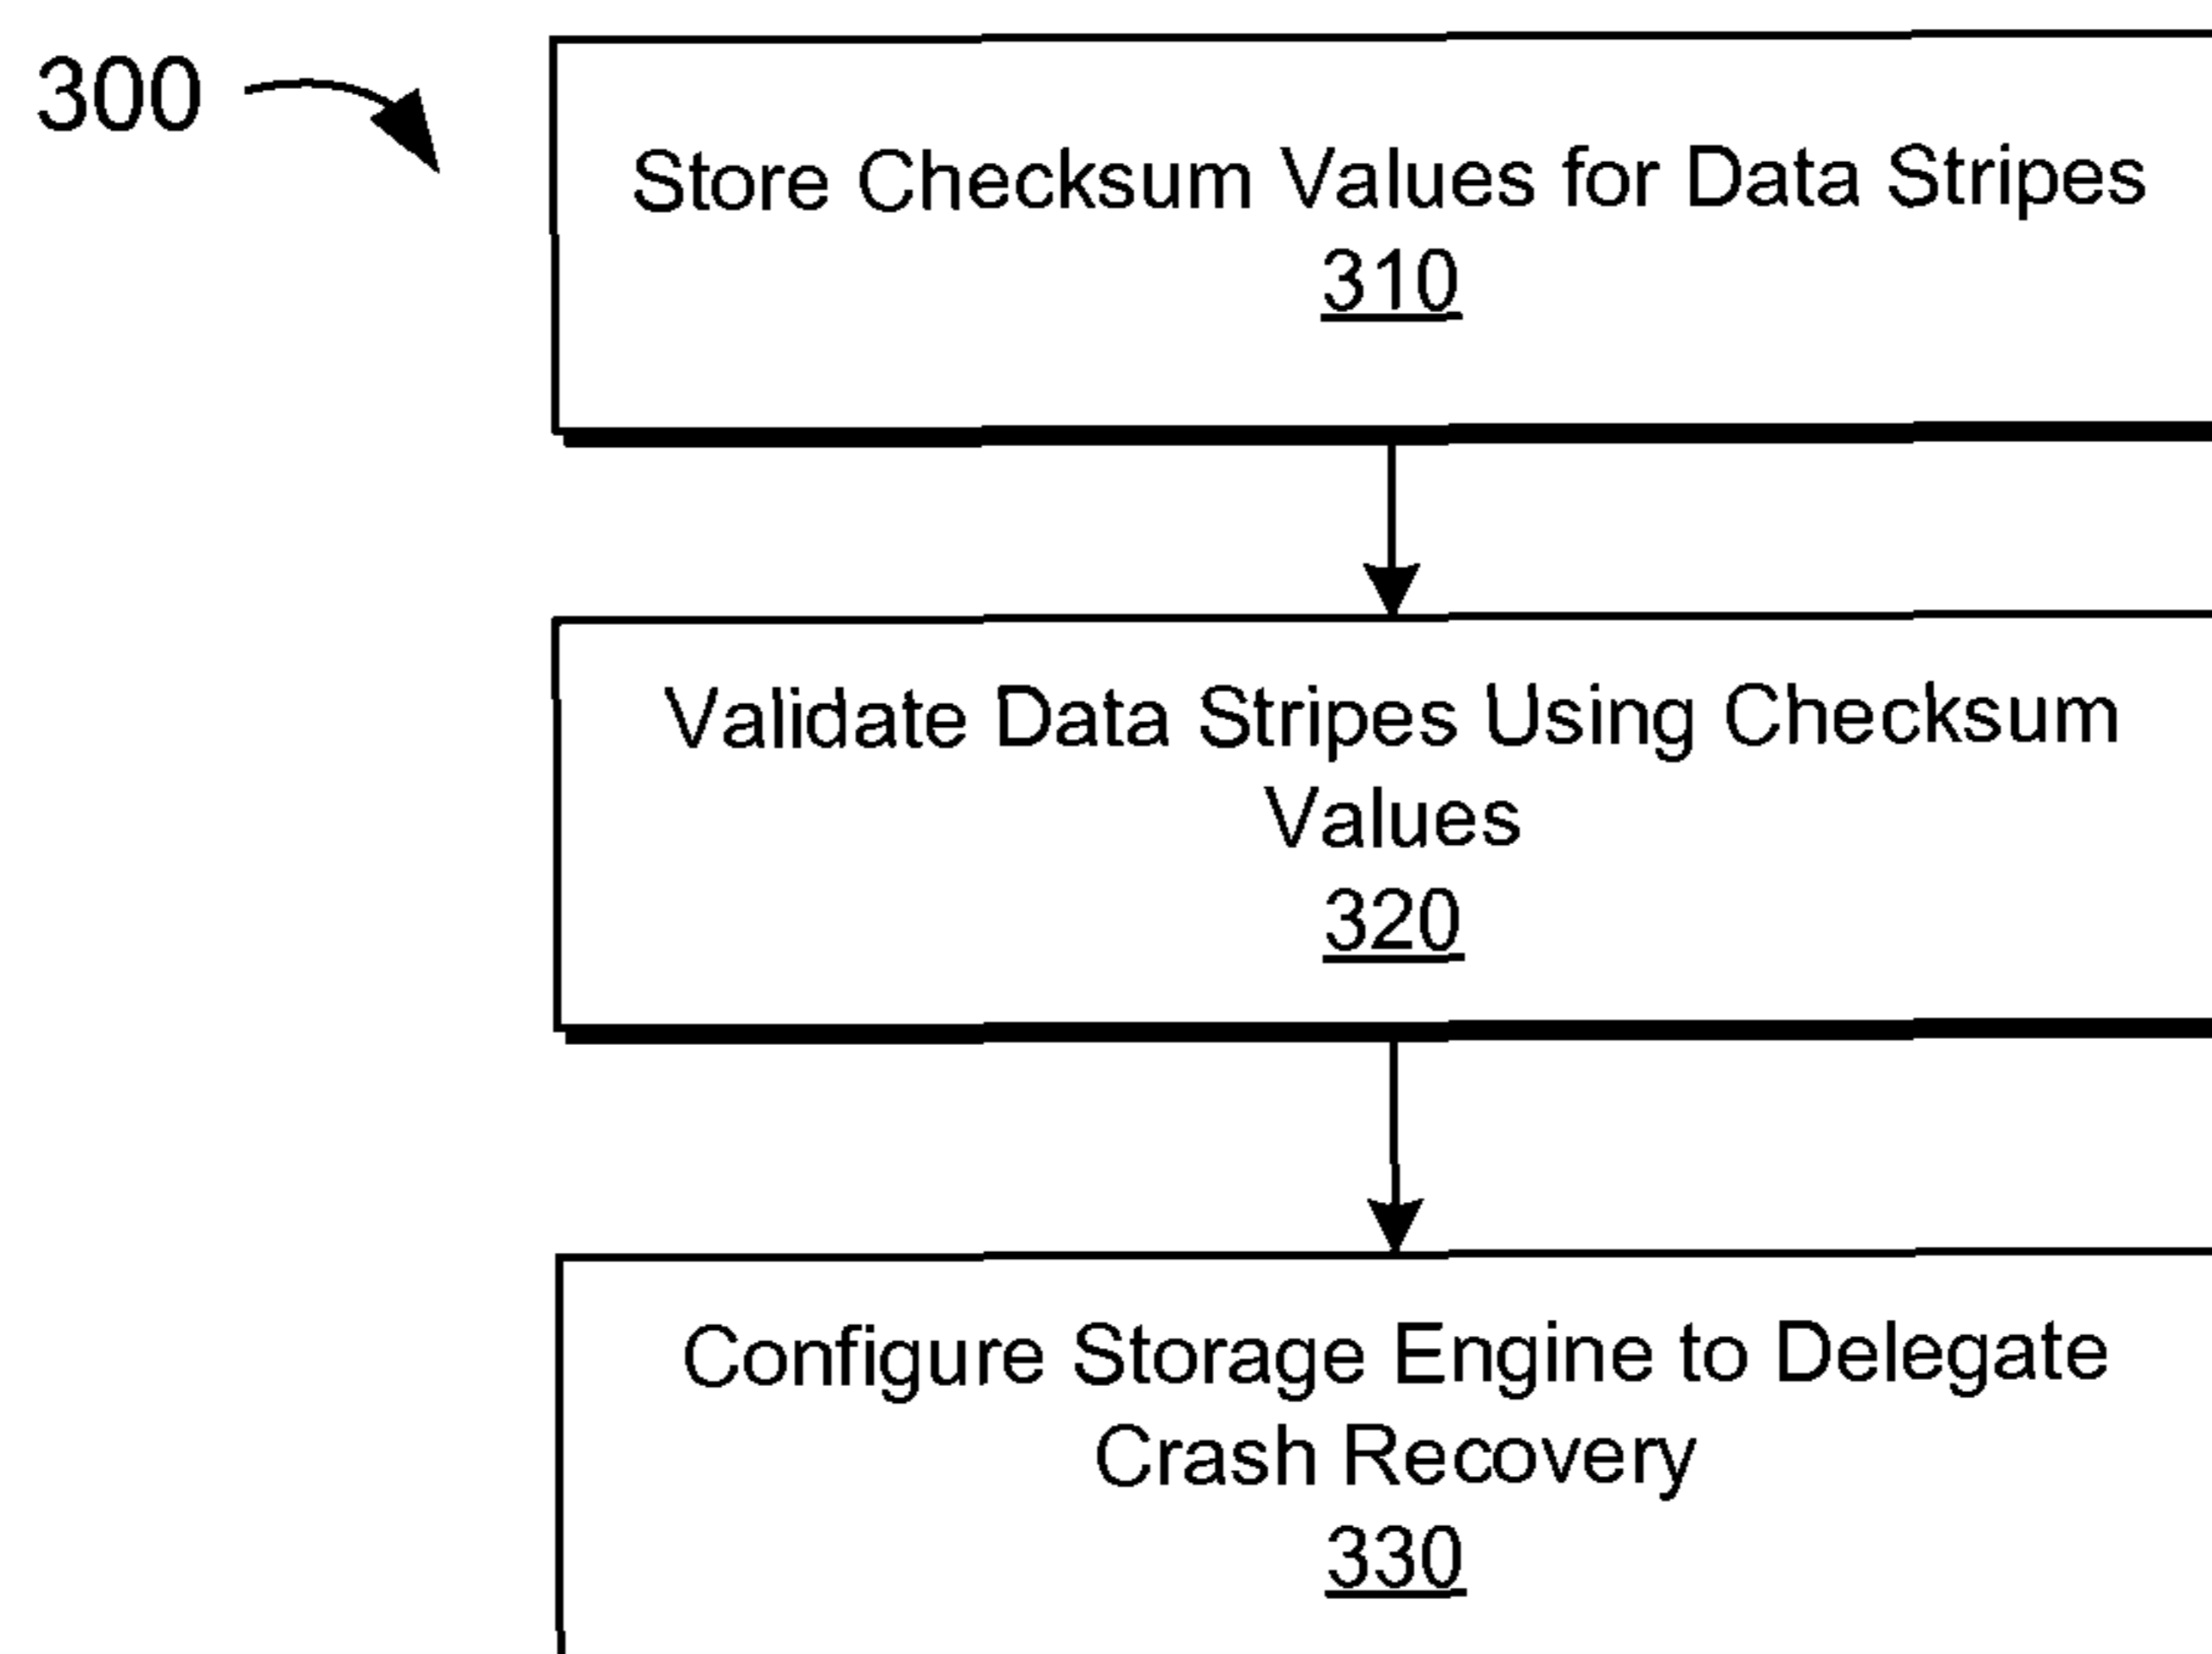 300
Store Checksum Values for Data Stripes
310
Validate Data Stripes Using Checksum
Values
320
Configure Storage Engine to Delegate
Crash Recovery
330